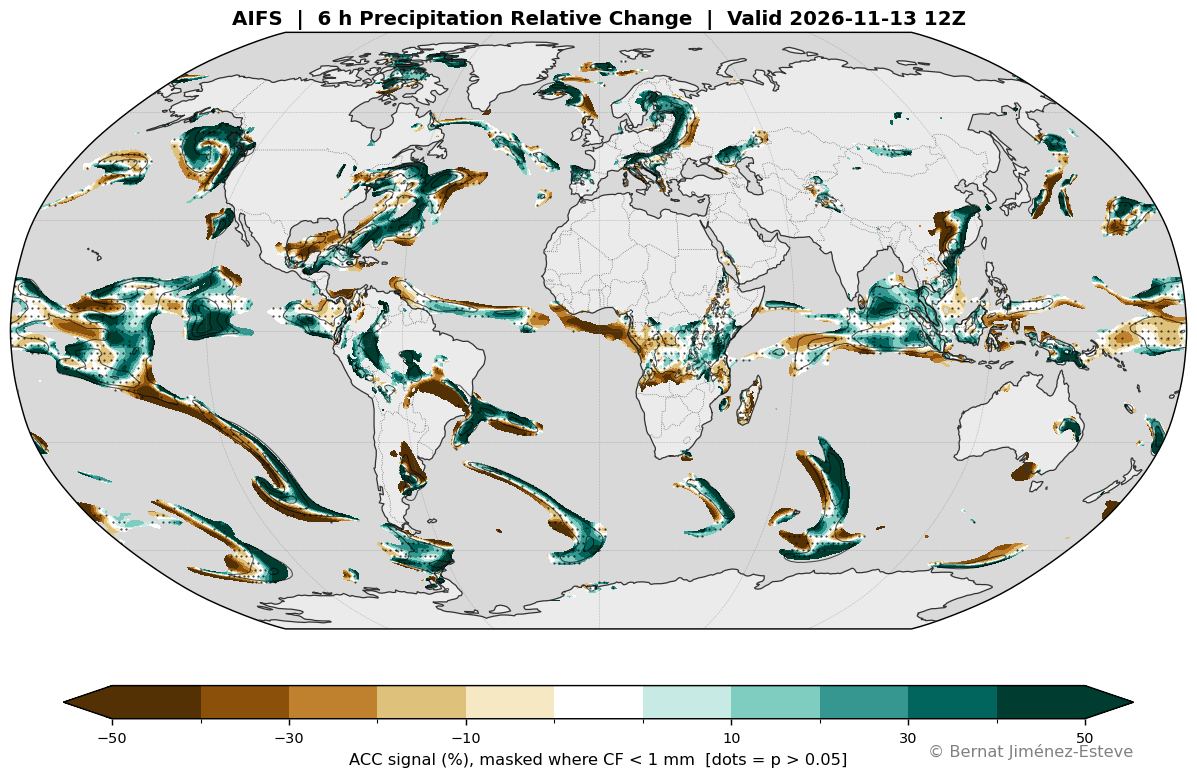 AIFS | 6 h Precipitation Relative Change | Valid 2026-11-13 12Z
−50 −30 −10 10 30 50
© Bernat Jiménez-Esteve
ACC signal (%), masked where CF < 1 mm [dots = p > 0.05]